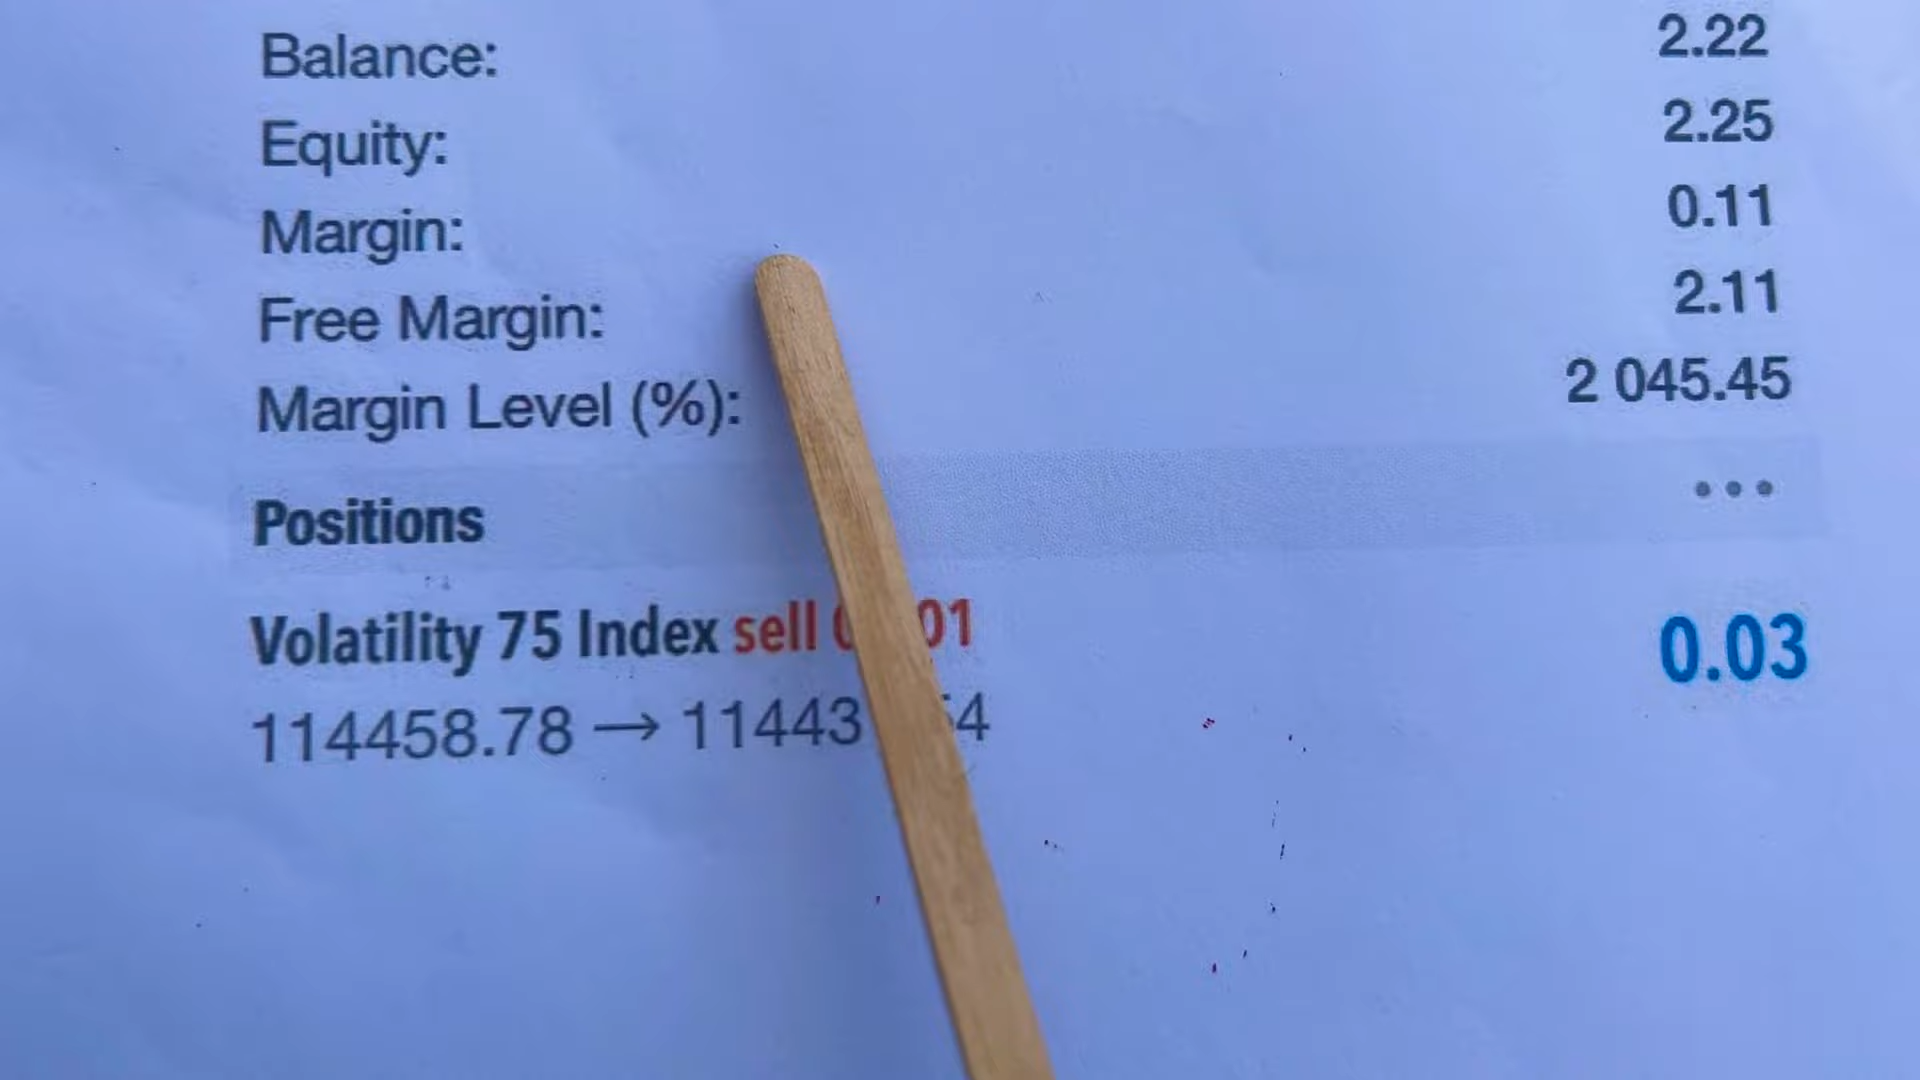 Balance: 2.22
Equity: 2.25
Margin: 0.11
Free Margin: 2.11
Margin Level (%): 2 045.45
Positions
Volatility 75 Index sell 0.03
114458.78 →